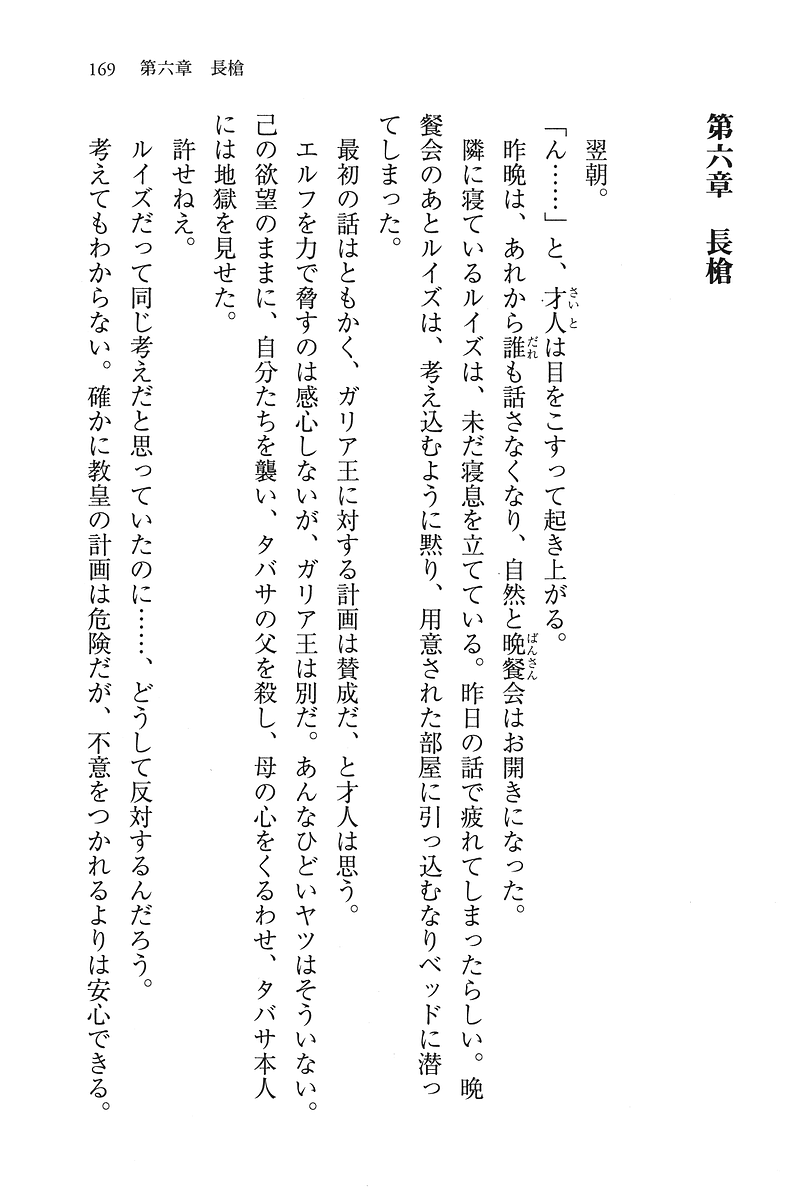 169　第六章　長槍
第六章　長槍
翌朝。
「ん……」と、才人は目をこすって起き上がる。
昨晩は、あれから誰も話さなくなり、自然と晩餐会はお開きになった。
隣に寝ているルイズは、未だ寝息を立てている。昨日の話で疲れてしまったらしい。晩
餐会のあとルイズは、考え込むように黙り、用意された部屋に引っ込むなりベッドに潜っ
てしまった。
最初の話はともかく、ガリア王に対する計画は賛成だ、と才人は思う。
エルフを力で脅すのは感心しないが、ガリア王は別だ。あんなひどいヤツはそういない。
己の欲望のままに、自分たちを襲い、タバサの父を殺し、母の心をくるわせ、タバサ本人
には地獄を見せた。
許せねえ。
ルイズだって同じ考えだと思っていたのに……、どうして反対するんだろう。
考えてもわからない。確かに教皇の計画は危険だが、不意をつかれるよりは安心できる。